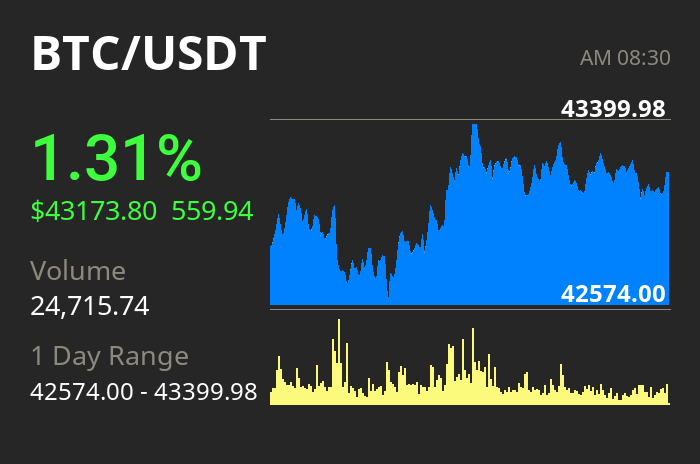 BTC/USDT
AM 08:30
1.31%
$43173.80 559.94
Volume
24,715.74
1 Day Range
42574.00 - 43399.98
43399.98
42574.00